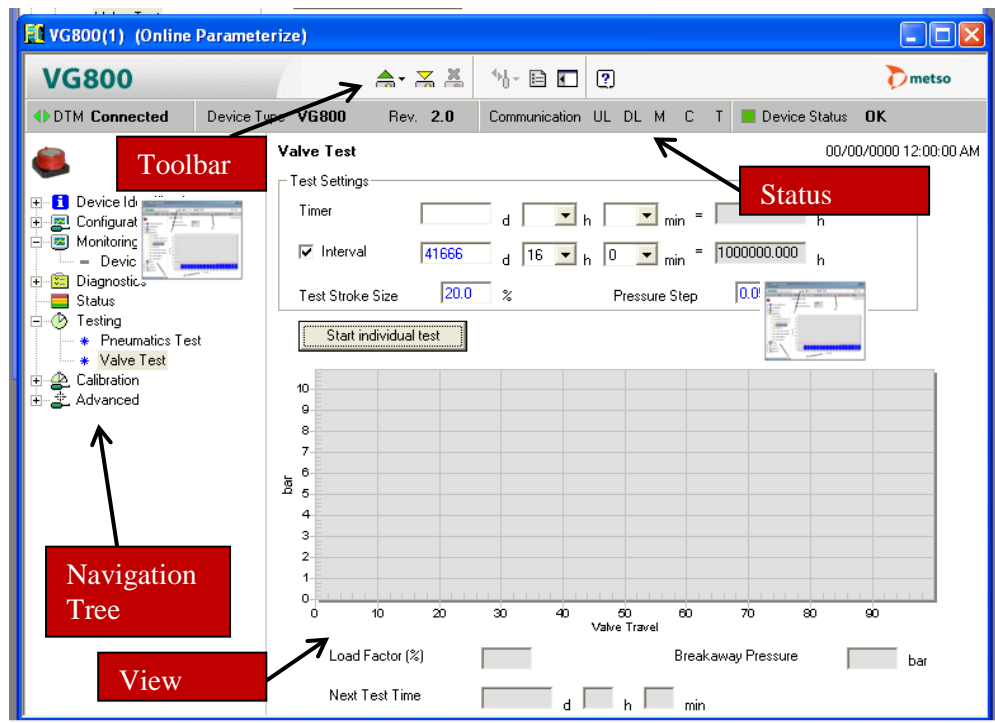 VG800(1) (Online Parameterize)
VG800
metso
DTM Connected Device Type VG800 Rev. 2.0 Communication UL DL M C T Device Status OK
Toolbar
Status
Valve Test 00/00/0000 12:00:00 AM
Test Settings
Timer d h min = h
Interval 41666 d 16 h 0 min = 1000000.000 h
Test Stroke Size 20.0 % Pressure Step
Start individual test
Device
Monitoring
Diagnostics
Status
Testing
Pneumatics Test
Valve Test
Calibration
Advanced
Navigation
Tree
View
10
9
8
7
6
5
4
3
2
1
0
bar
0 10 20 30 40 50 60 70 80 90
Valve Travel
Load Factor (%) Breakaway Pressure bar
Next Test Time d h min